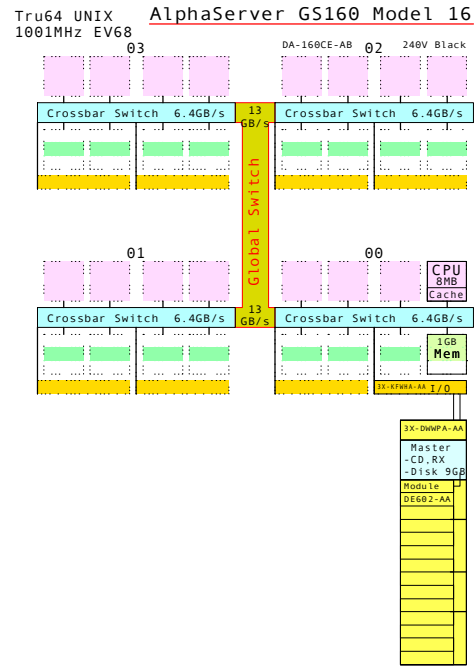 Tru64 UNIX
1001MHz EV68
AlphaServer GS160 Model 16
03
DA-160CE-AB
02
240V Black
Crossbar Switch 6.4GB/s
13
GB/s
Crossbar Switch 6.4GB/s
Global Switch
01
00
CPU
8MB
Cache
Crossbar Switch 6.4GB/s
13
GB/s
Crossbar Switch 6.4GB/s
1GB
Mem
3X-KFWHA-AA I/O
3X-DWWPA-AA
Master
-CD,RX
-Disk 9GB
Module
DE602-AA